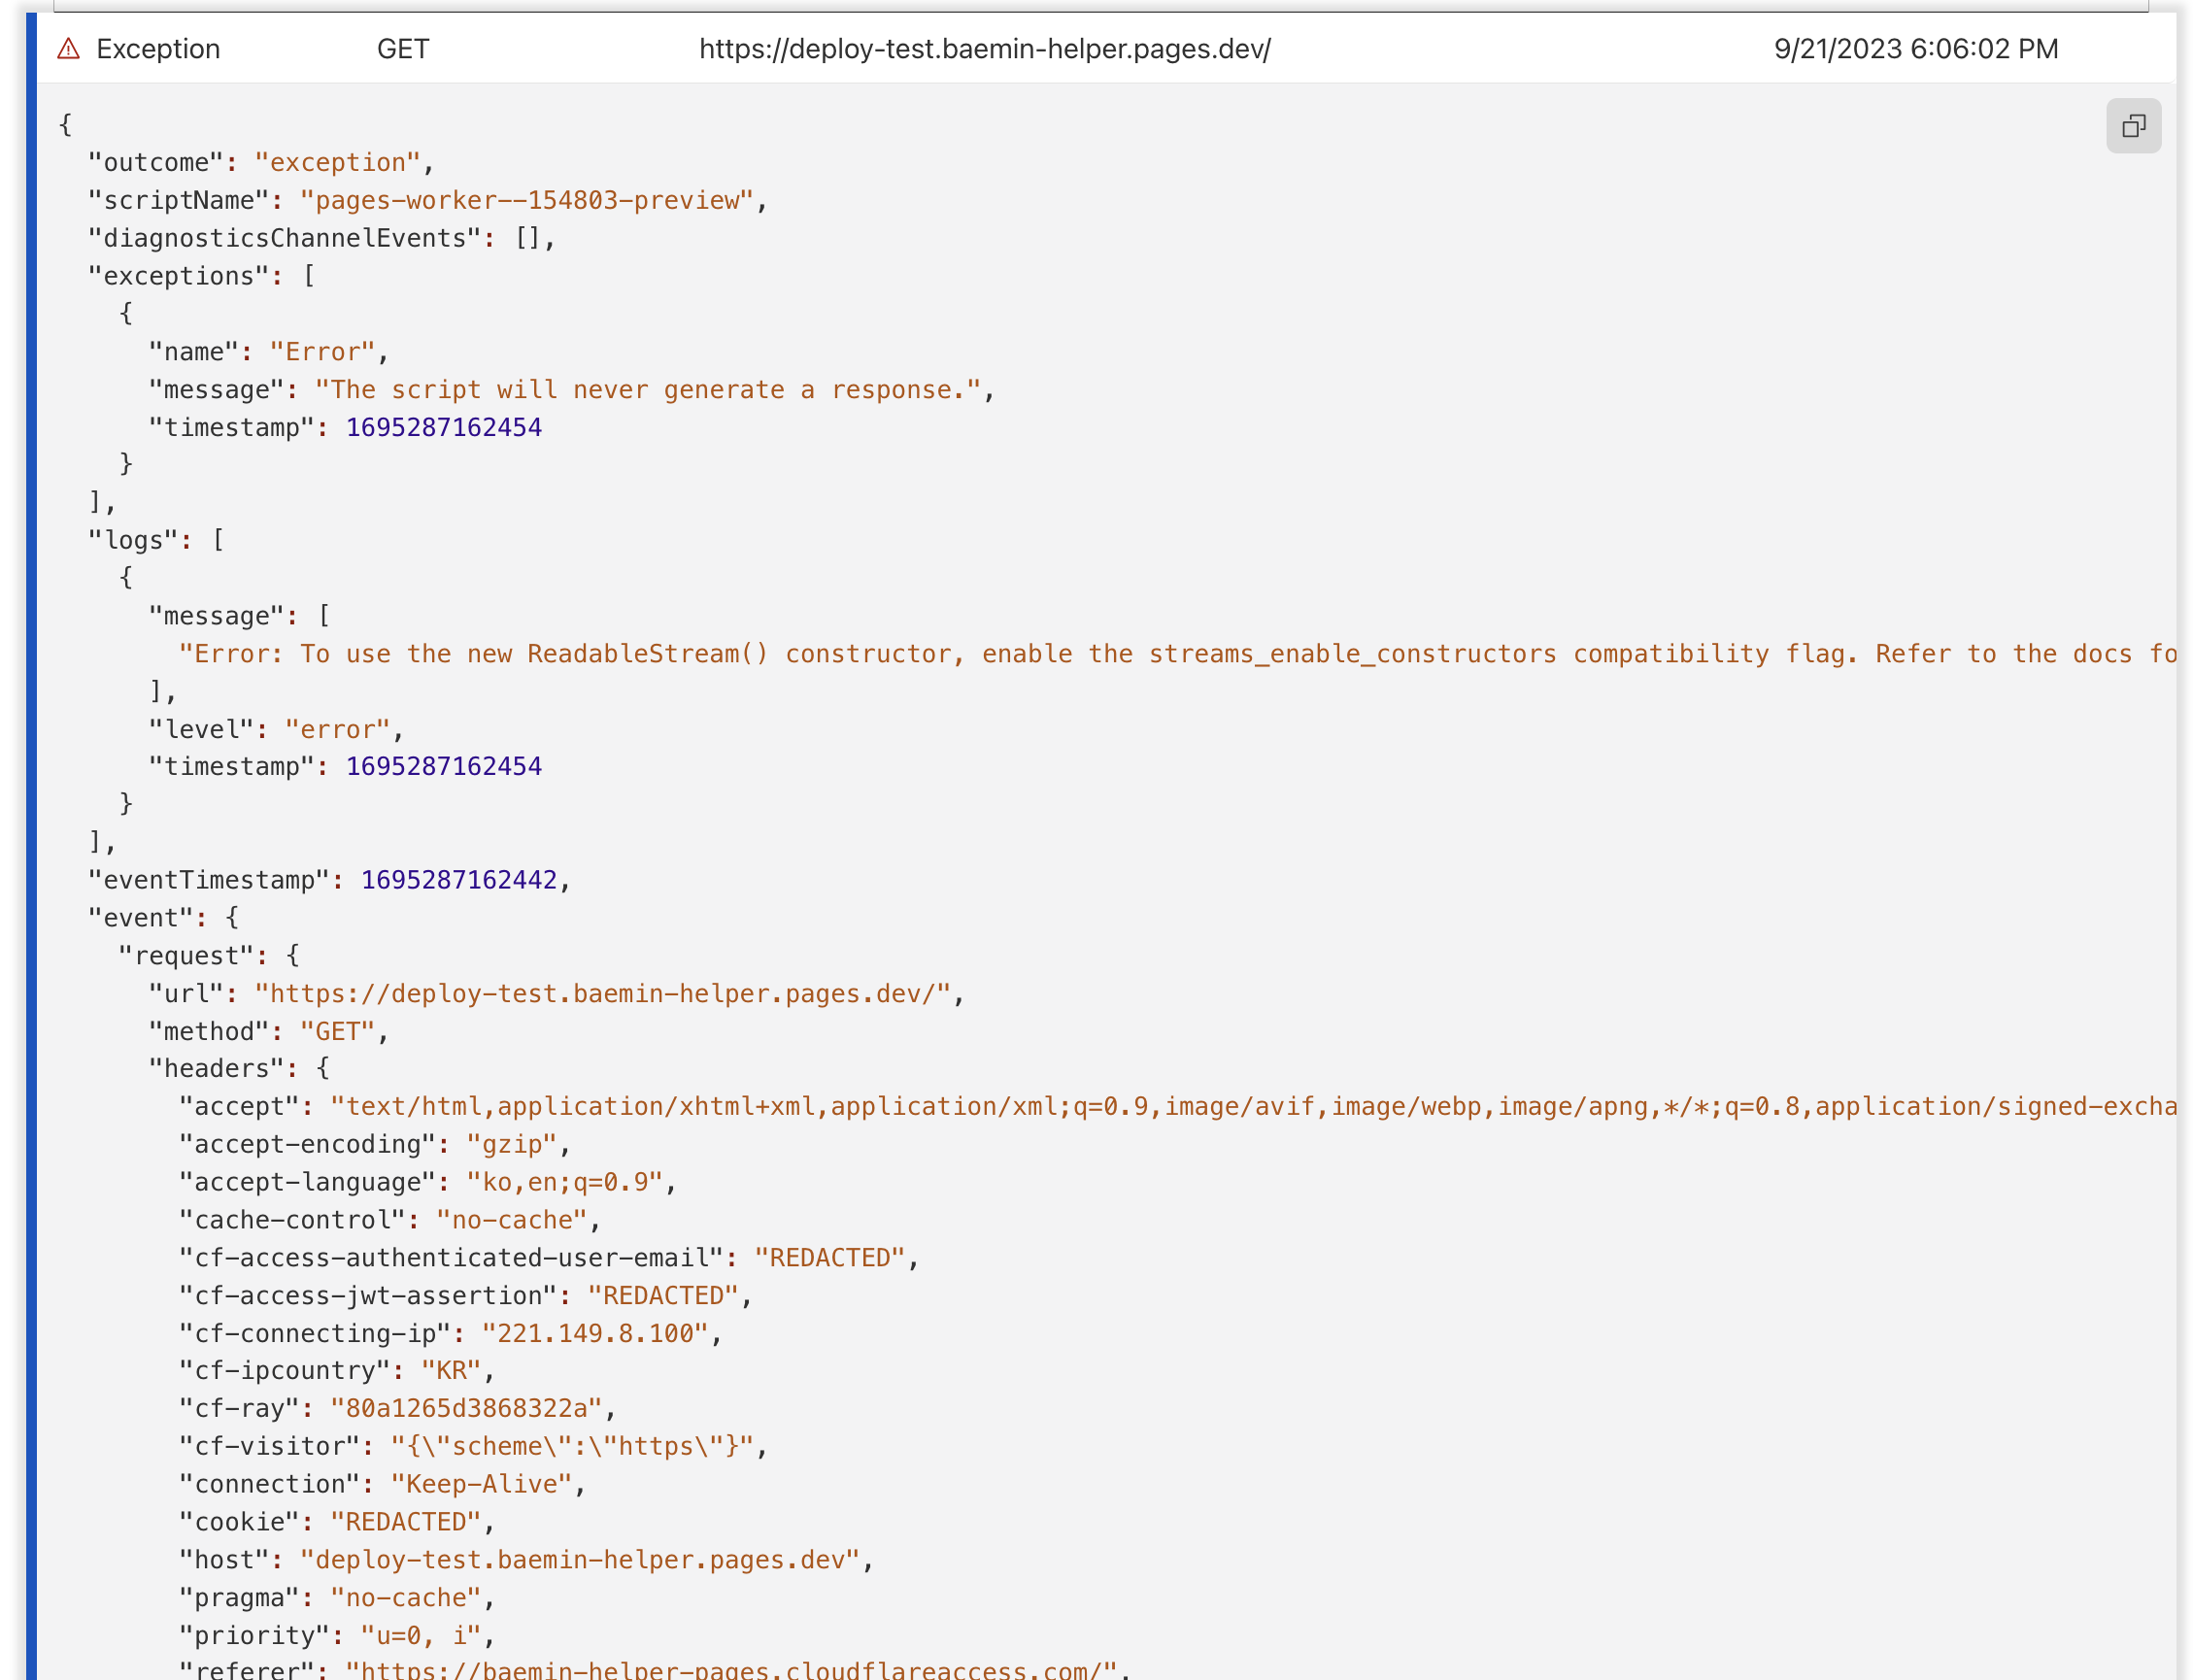 Exception GET https://deploy-test.baemin-helper.pages.dev/ 9/21/2023 6:06:02 PM
{
  "outcome": "exception",
  "scriptName": "pages-worker--154803-preview",
  "diagnosticsChannelEvents": [],
  "exceptions": [
    {
      "name": "Error",
      "message": "The script will never generate a response.",
      "timestamp": 1695287162454
    }
  ],
  "logs": [
    {
      "message": [
        "Error: To use the new ReadableStream() constructor, enable the streams_enable_constructors compatibility flag. Refer to the docs fo
      ],
      "level": "error",
      "timestamp": 1695287162454
    }
  ],
  "eventTimestamp": 1695287162442,
  "event": {
    "request": {
      "url": "https://deploy-test.baemin-helper.pages.dev/",
      "method": "GET",
      "headers": {
        "accept": "text/html,application/xhtml+xml,application/xml;q=0.9,image/avif,image/webp,image/apng,*/*;q=0.8,application/signed-excha
        "accept-encoding": "gzip",
        "accept-language": "ko,en;q=0.9",
        "cache-control": "no-cache",
        "cf-access-authenticated-user-email": "REDACTED",
        "cf-access-jwt-assertion": "REDACTED",
        "cf-connecting-ip": "221.149.8.100",
        "cf-ipcountry": "KR",
        "cf-ray": "80a1265d3868322a",
        "cf-visitor": "{\"scheme\":\"https\"}",
        "connection": "Keep-Alive",
        "cookie": "REDACTED",
        "host": "deploy-test.baemin-helper.pages.dev",
        "pragma": "no-cache",
        "priority": "u=0, i",
        "referer": "https://baemin-helper-pages.cloudflareaccess.com/",